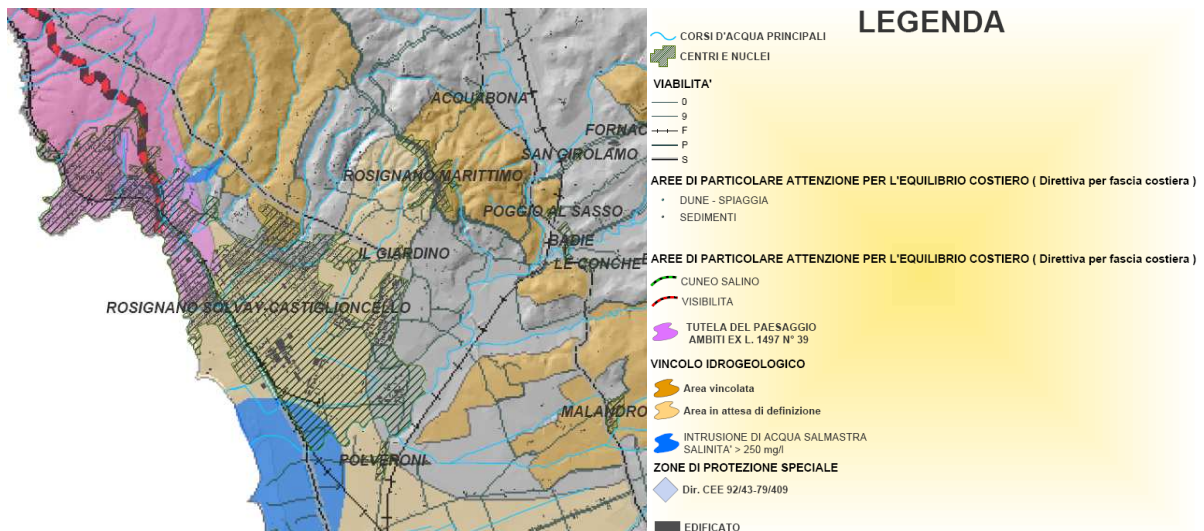 ACQUABONA
FORNAC
SAN GIROLAMO
ROSIGNANO MARITTIMO
POGGIO AL SASSO
BADIE
IL GIARDINO
LE CONCHE
ROSIGNANO SOLVAY-CASTIGLIONCELLO
MALANDRO
POLVERONI
LEGENDA
CORSI D'ACQUA PRINCIPALI
CENTRI E NUCLEI
VIABILITA'
0
9
F
P
S
AREE DI PARTICOLARE ATTENZIONE PER L'EQUILIBRIO COSTIERO ( Direttiva per fascia costiera )
DUNE - SPIAGGIA
SEDIMENTI
AREE DI PARTICOLARE ATTENZIONE PER L'EQUILIBRIO COSTIERO ( Direttiva per fascia costiera )
CUNEO SALINO
VISIBILITA
TUTELA DEL PAESAGGIO
AMBITI EX L. 1497 N° 39
VINCOLO IDROGEOLOGICO
Area vincolata
Area in attesa di definizione
INTRUSIONE DI ACQUA SALMASTRA
SALINITA' > 250 mg/l
ZONE DI PROTEZIONE SPECIALE
Dir. CEE 92/43-79/409
EDIFICATO